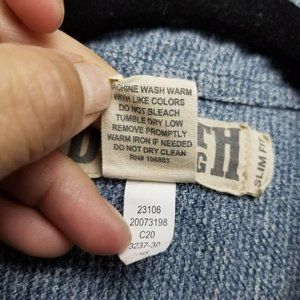 MACHINE WASH WARM
WITH LIKE COLORS
DO NOT BLEACH
TUMBLE DRY LOW
REMOVE PROMPTLY
WARM IRON IF NEEDED
DO NOT DRY CLEAN
RN# 106803
D
TH
G
SLIM FIT
23106
20073198
C20
3237-30